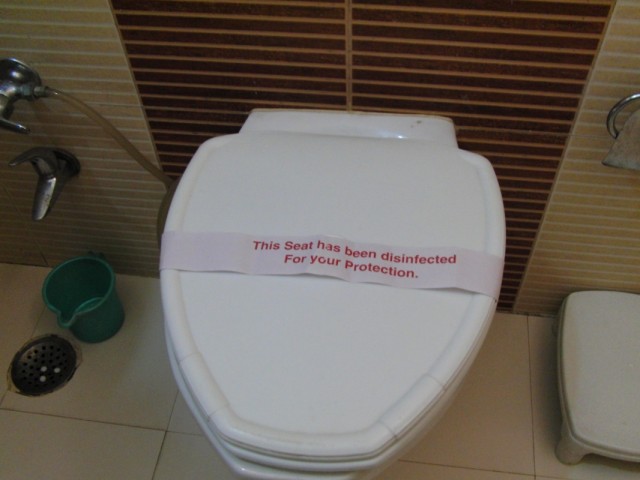 This Seat has been disinfected
For your Protection.